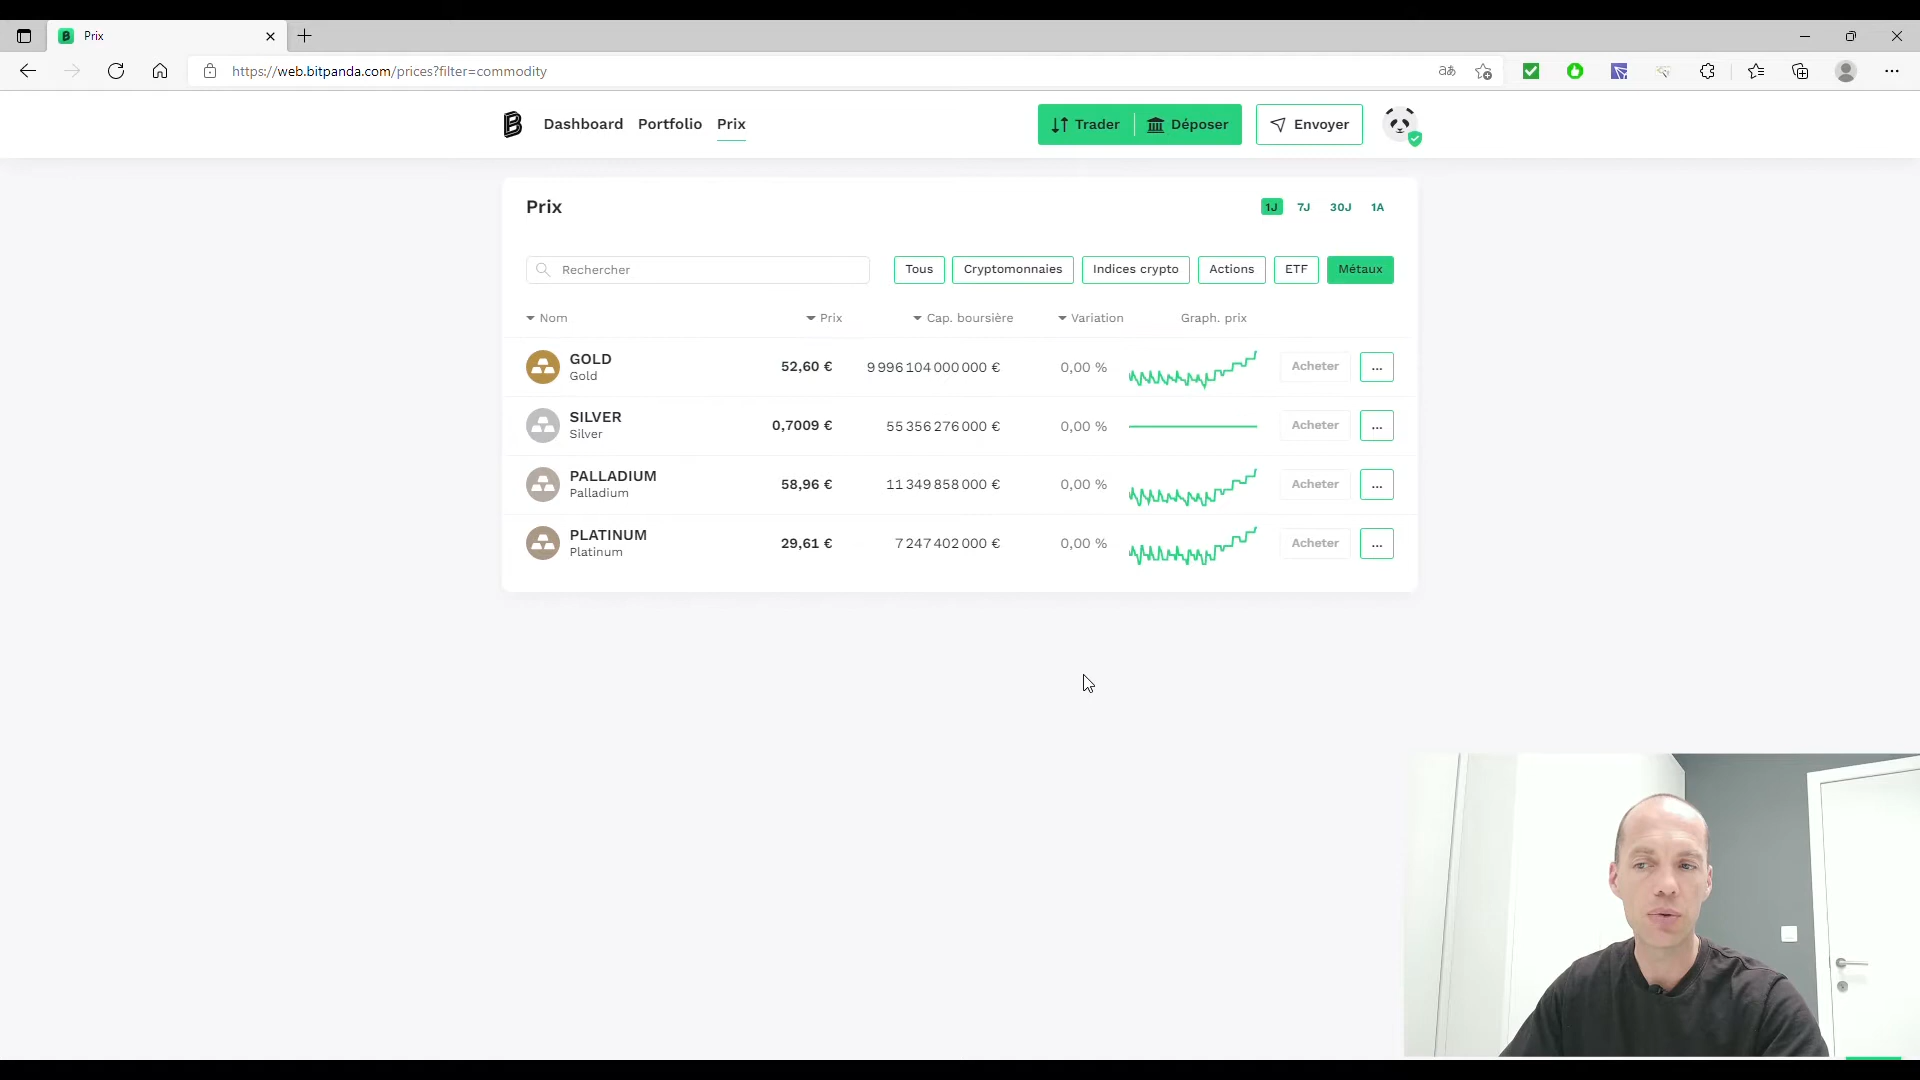 Prix
https://web.bitpanda.com/prices?filter=commodity
Dashboard Portfolio Prix Trader Déposer Envoyer
Prix 1J 7J 30J 1A
Rechercher Tous Cryptomonnaies Indices crypto Actions ETF Métaux
Nom Prix Cap. boursière Variation Graph. prix
GOLD 52,60 € 9 996 104 000 000 € 0,00 % Acheter ...
Gold
SILVER 0,7009 € 55 356 276 000 € 0,00 % Acheter ...
Silver
PALLADIUM 58,96 € 11 349 858 000 € 0,00 % Acheter ...
Palladium
PLATINUM 29,61 € 7 247 402 000 € 0,00 % Acheter ...
Platinum